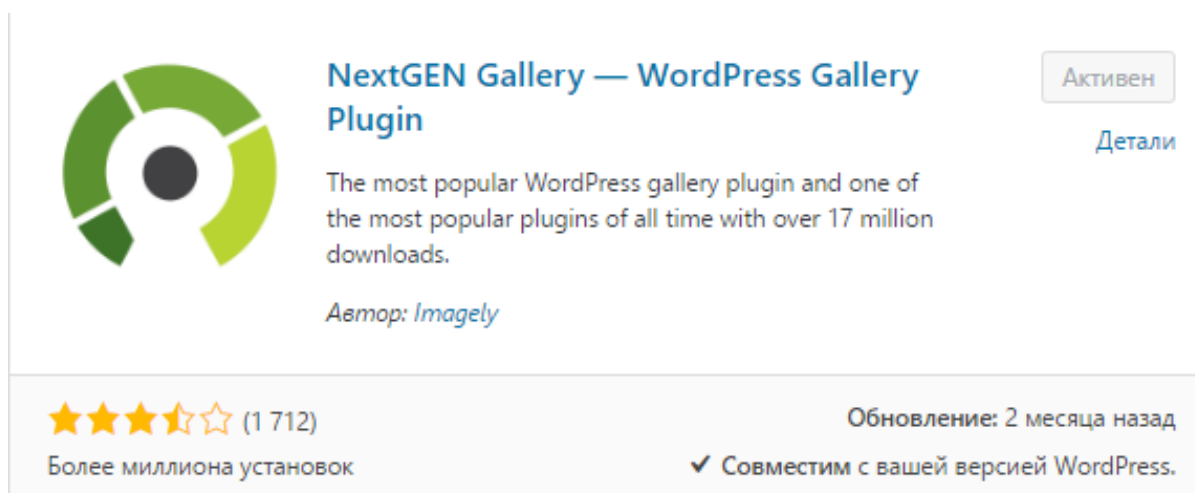 NextGEN Gallery — WordPress Gallery
Plugin
Активен
Детали
The most popular WordPress gallery plugin and one of
the most popular plugins of all time with over 17 million
downloads.
Автор: Imagely
(1 712)
Обновление: 2 месяца назад
Более миллиона установок
✔ Совместим с вашей версией WordPress.